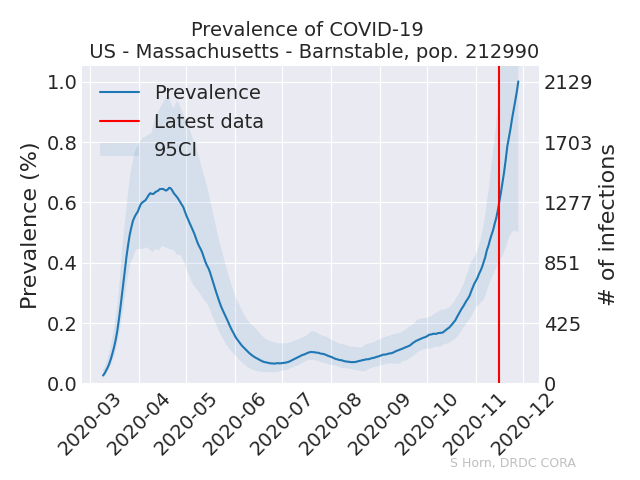 Prevalence of COVID-19
US - Massachusetts - Barnstable, pop. 212990
Prevalence
Latest data
95CI
1.0
0.8
0.6
0.4
0.2
0.0
Prevalence (%)
2129
1703
1277
851
425
0
# of infections
2020-03
2020-04
2020-05
2020-06
2020-07
2020-08
2020-09
2020-10
2020-11
2020-12
S Horn, DRDC CORA